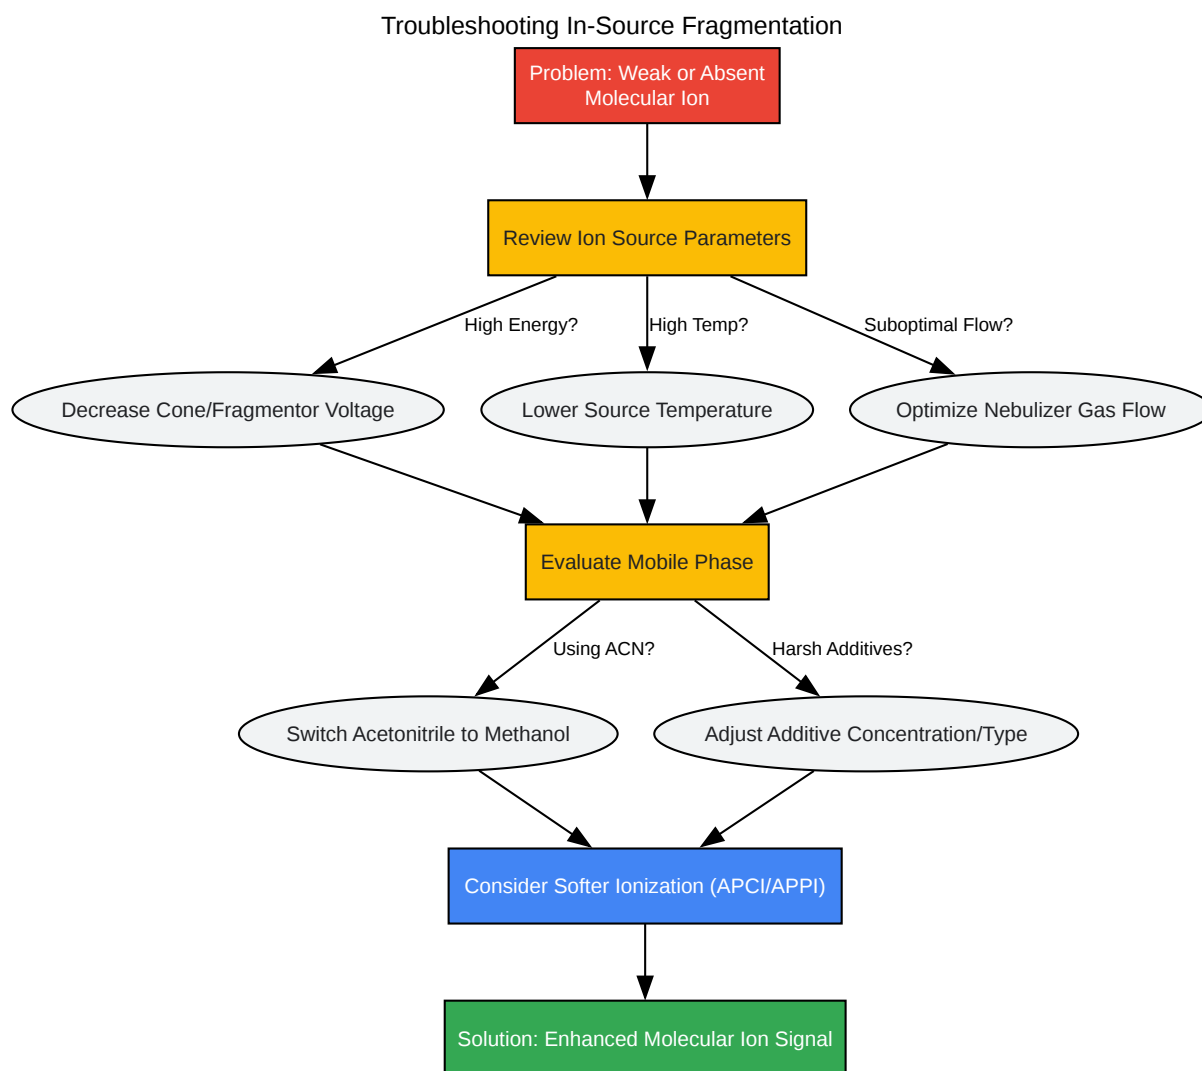 Troubleshooting In-Source Fragmentation
Problem: Weak or Absent
Molecular Ion
Review Ion Source Parameters
High Energy?
High Temp?
Suboptimal Flow?
Decrease Cone/Fragmentor Voltage
Lower Source Temperature
Optimize Nebulizer Gas Flow
Evaluate Mobile Phase
Using ACN?
Harsh Additives?
Switch Acetonitrile to Methanol
Adjust Additive Concentration/Type
Consider Softer Ionization (APCI/APPI)
Solution: Enhanced Molecular Ion Signal